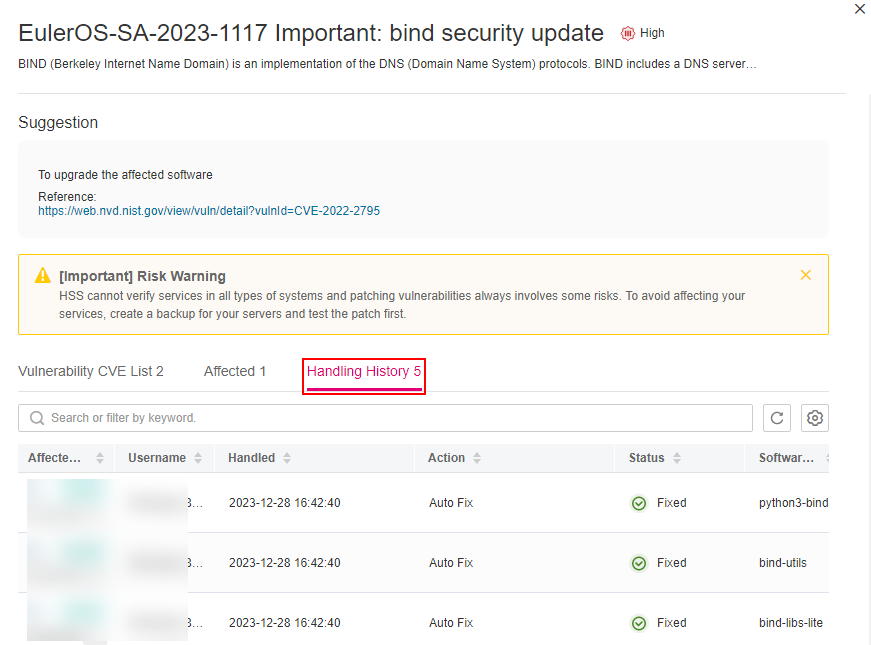 EulerOS-SA-2023-1117 Important: bind security update High
BIND (Berkeley Internet Name Domain) is an implementation of the DNS (Domain Name System) protocols. BIND includes a DNS server…
Suggestion
To upgrade the affected software
Reference:
https://web.nvd.nist.gov/view/vuln/detail?vulnId=CVE-2022-2795
[Important] Risk Warning
HSS cannot verify services in all types of systems and patching vulnerabilities always involves some risks. To avoid affecting your
services, create a backup for your servers and test the patch first.
Vulnerability CVE List 2 Affected 1 Handling History 5
Search or filter by keyword.
Affecte... Username Handled Action Status Softwar...
3... 2023-12-28 16:42:40 Auto Fix Fixed python3-bind
3... 2023-12-28 16:42:40 Auto Fix Fixed bind-utils
3... 2023-12-28 16:42:40 Auto Fix Fixed bind-libs-lite